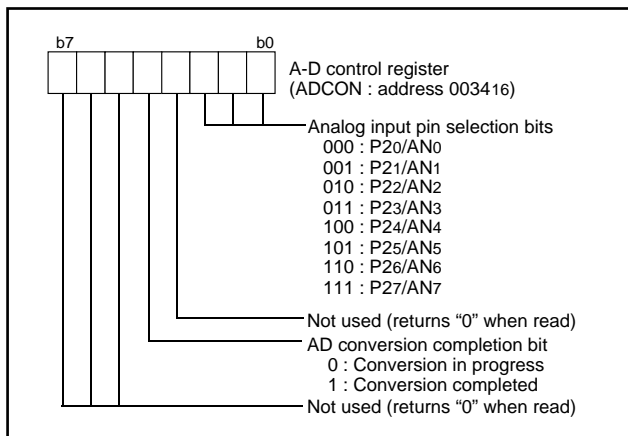 b7 b0
A-D control register
(ADCON : address 003416)
Analog input pin selection bits
000 : P20/AN0
001 : P21/AN1
010 : P22/AN2
011 : P23/AN3
100 : P24/AN4
101 : P25/AN5
110 : P26/AN6
111 : P27/AN7
Not used (returns “0” when read)
AD conversion completion bit
0 : Conversion in progress
1 : Conversion completed
Not used (returns “0” when read)